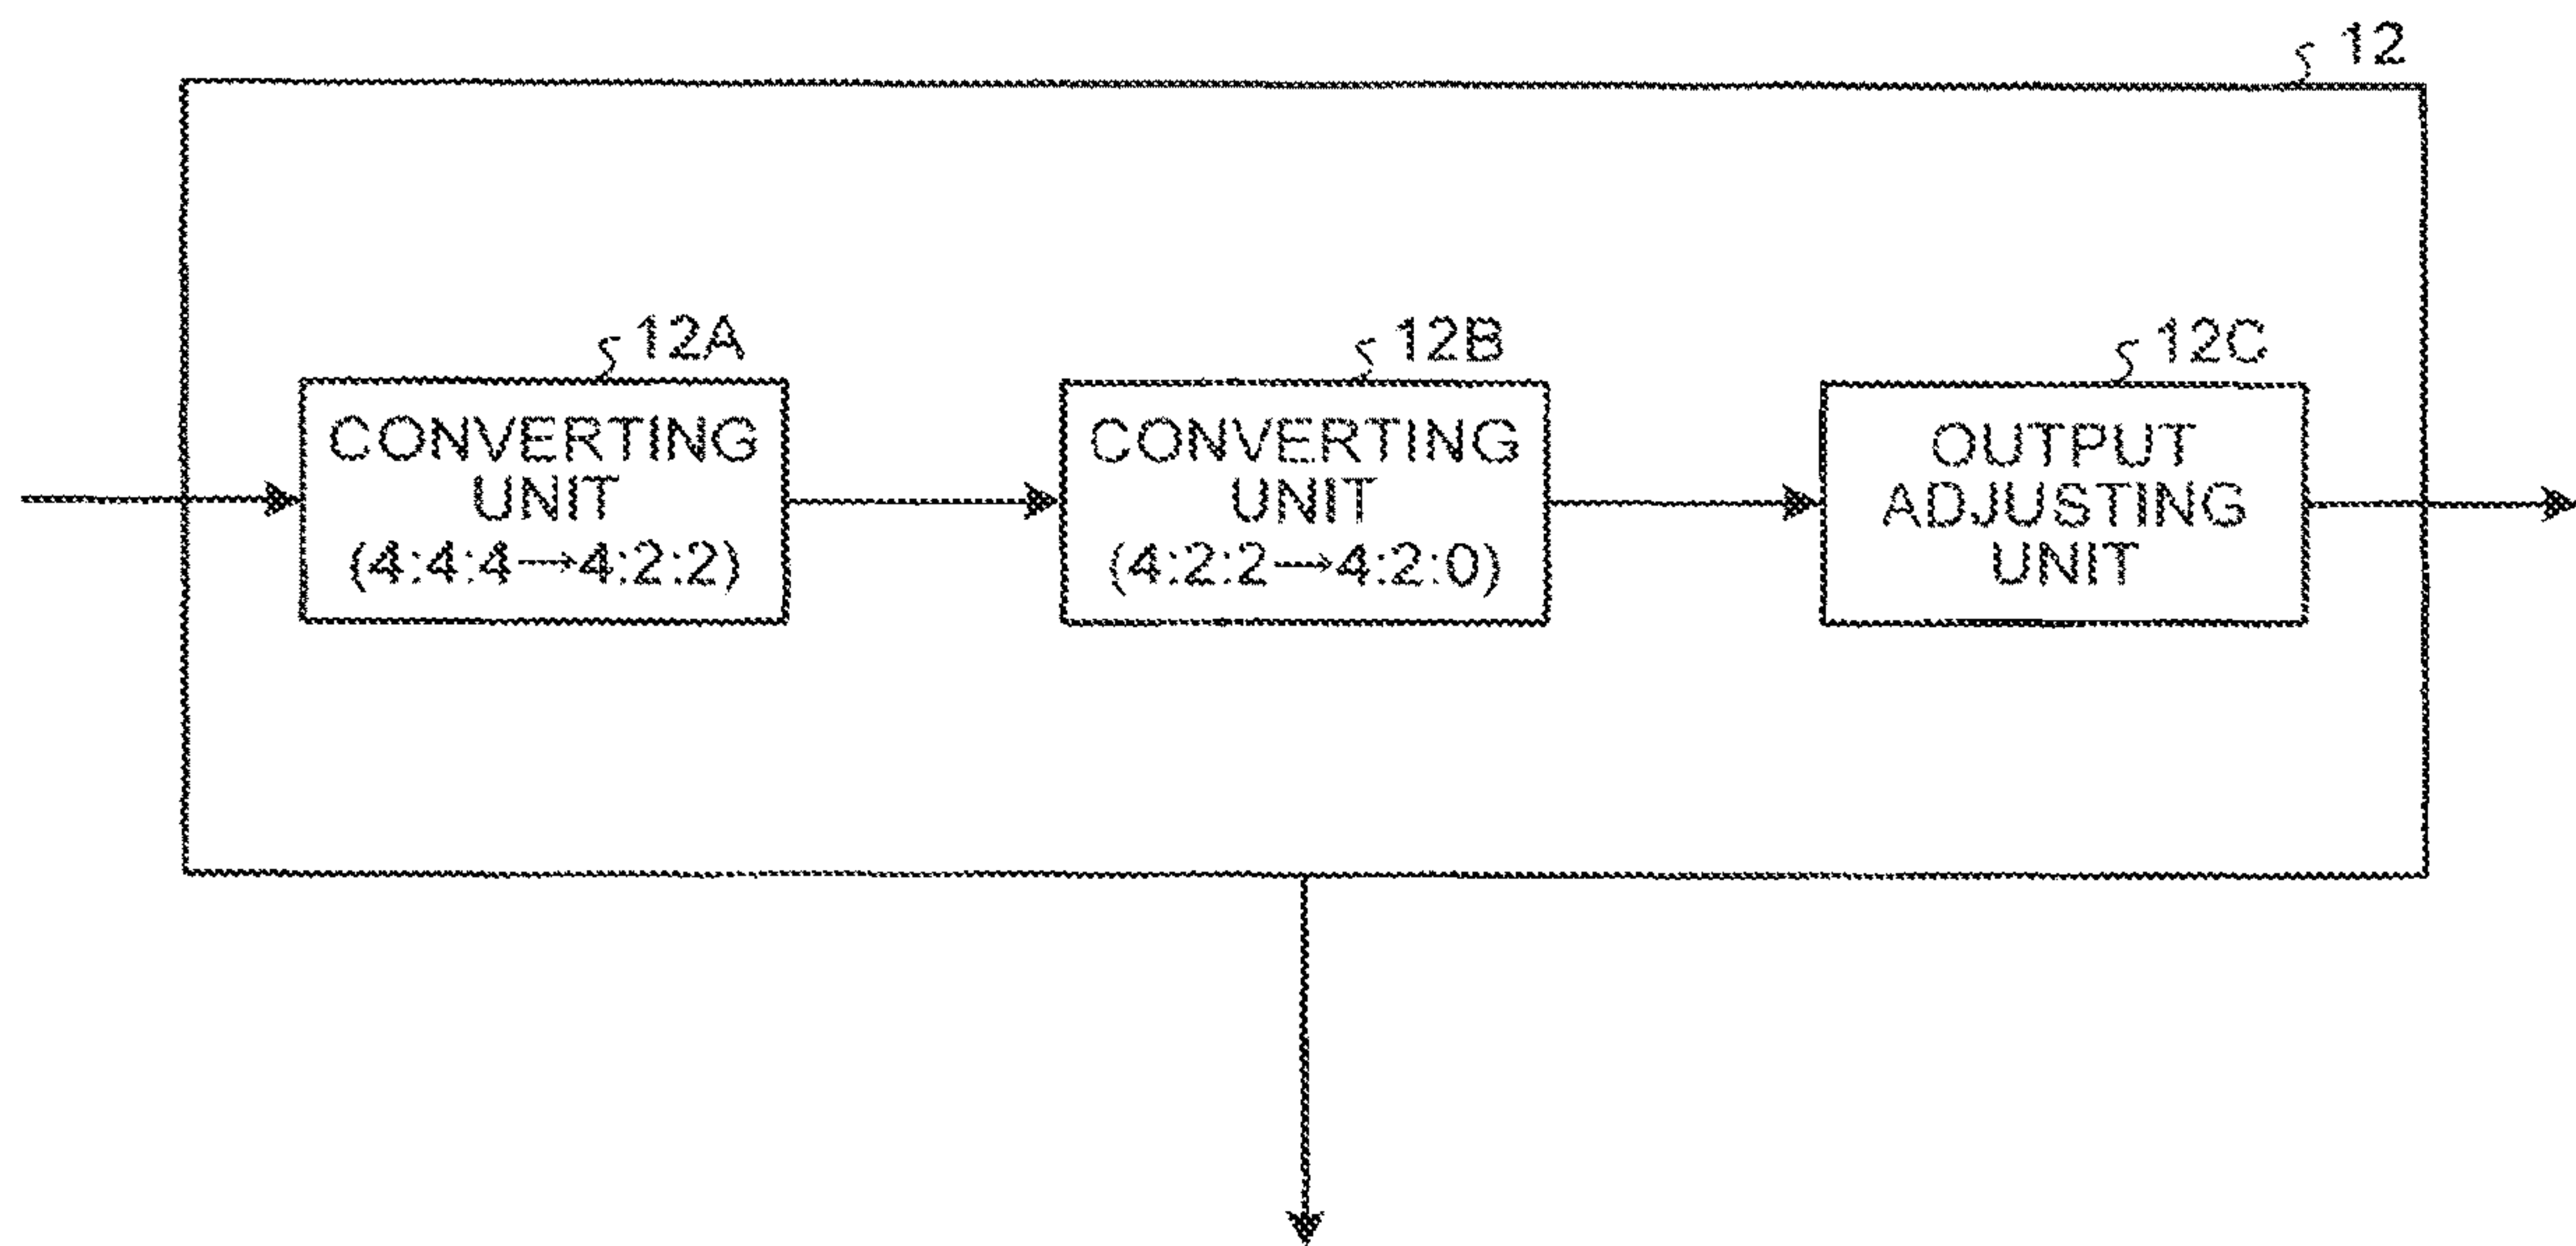 12
12A
CONVERTING
UNIT
(4:4:4→4:2:2)
12B
CONVERTING
UNIT
(4:2:2→4:2:0)
12C
OUTPUT
ADJUSTING
UNIT